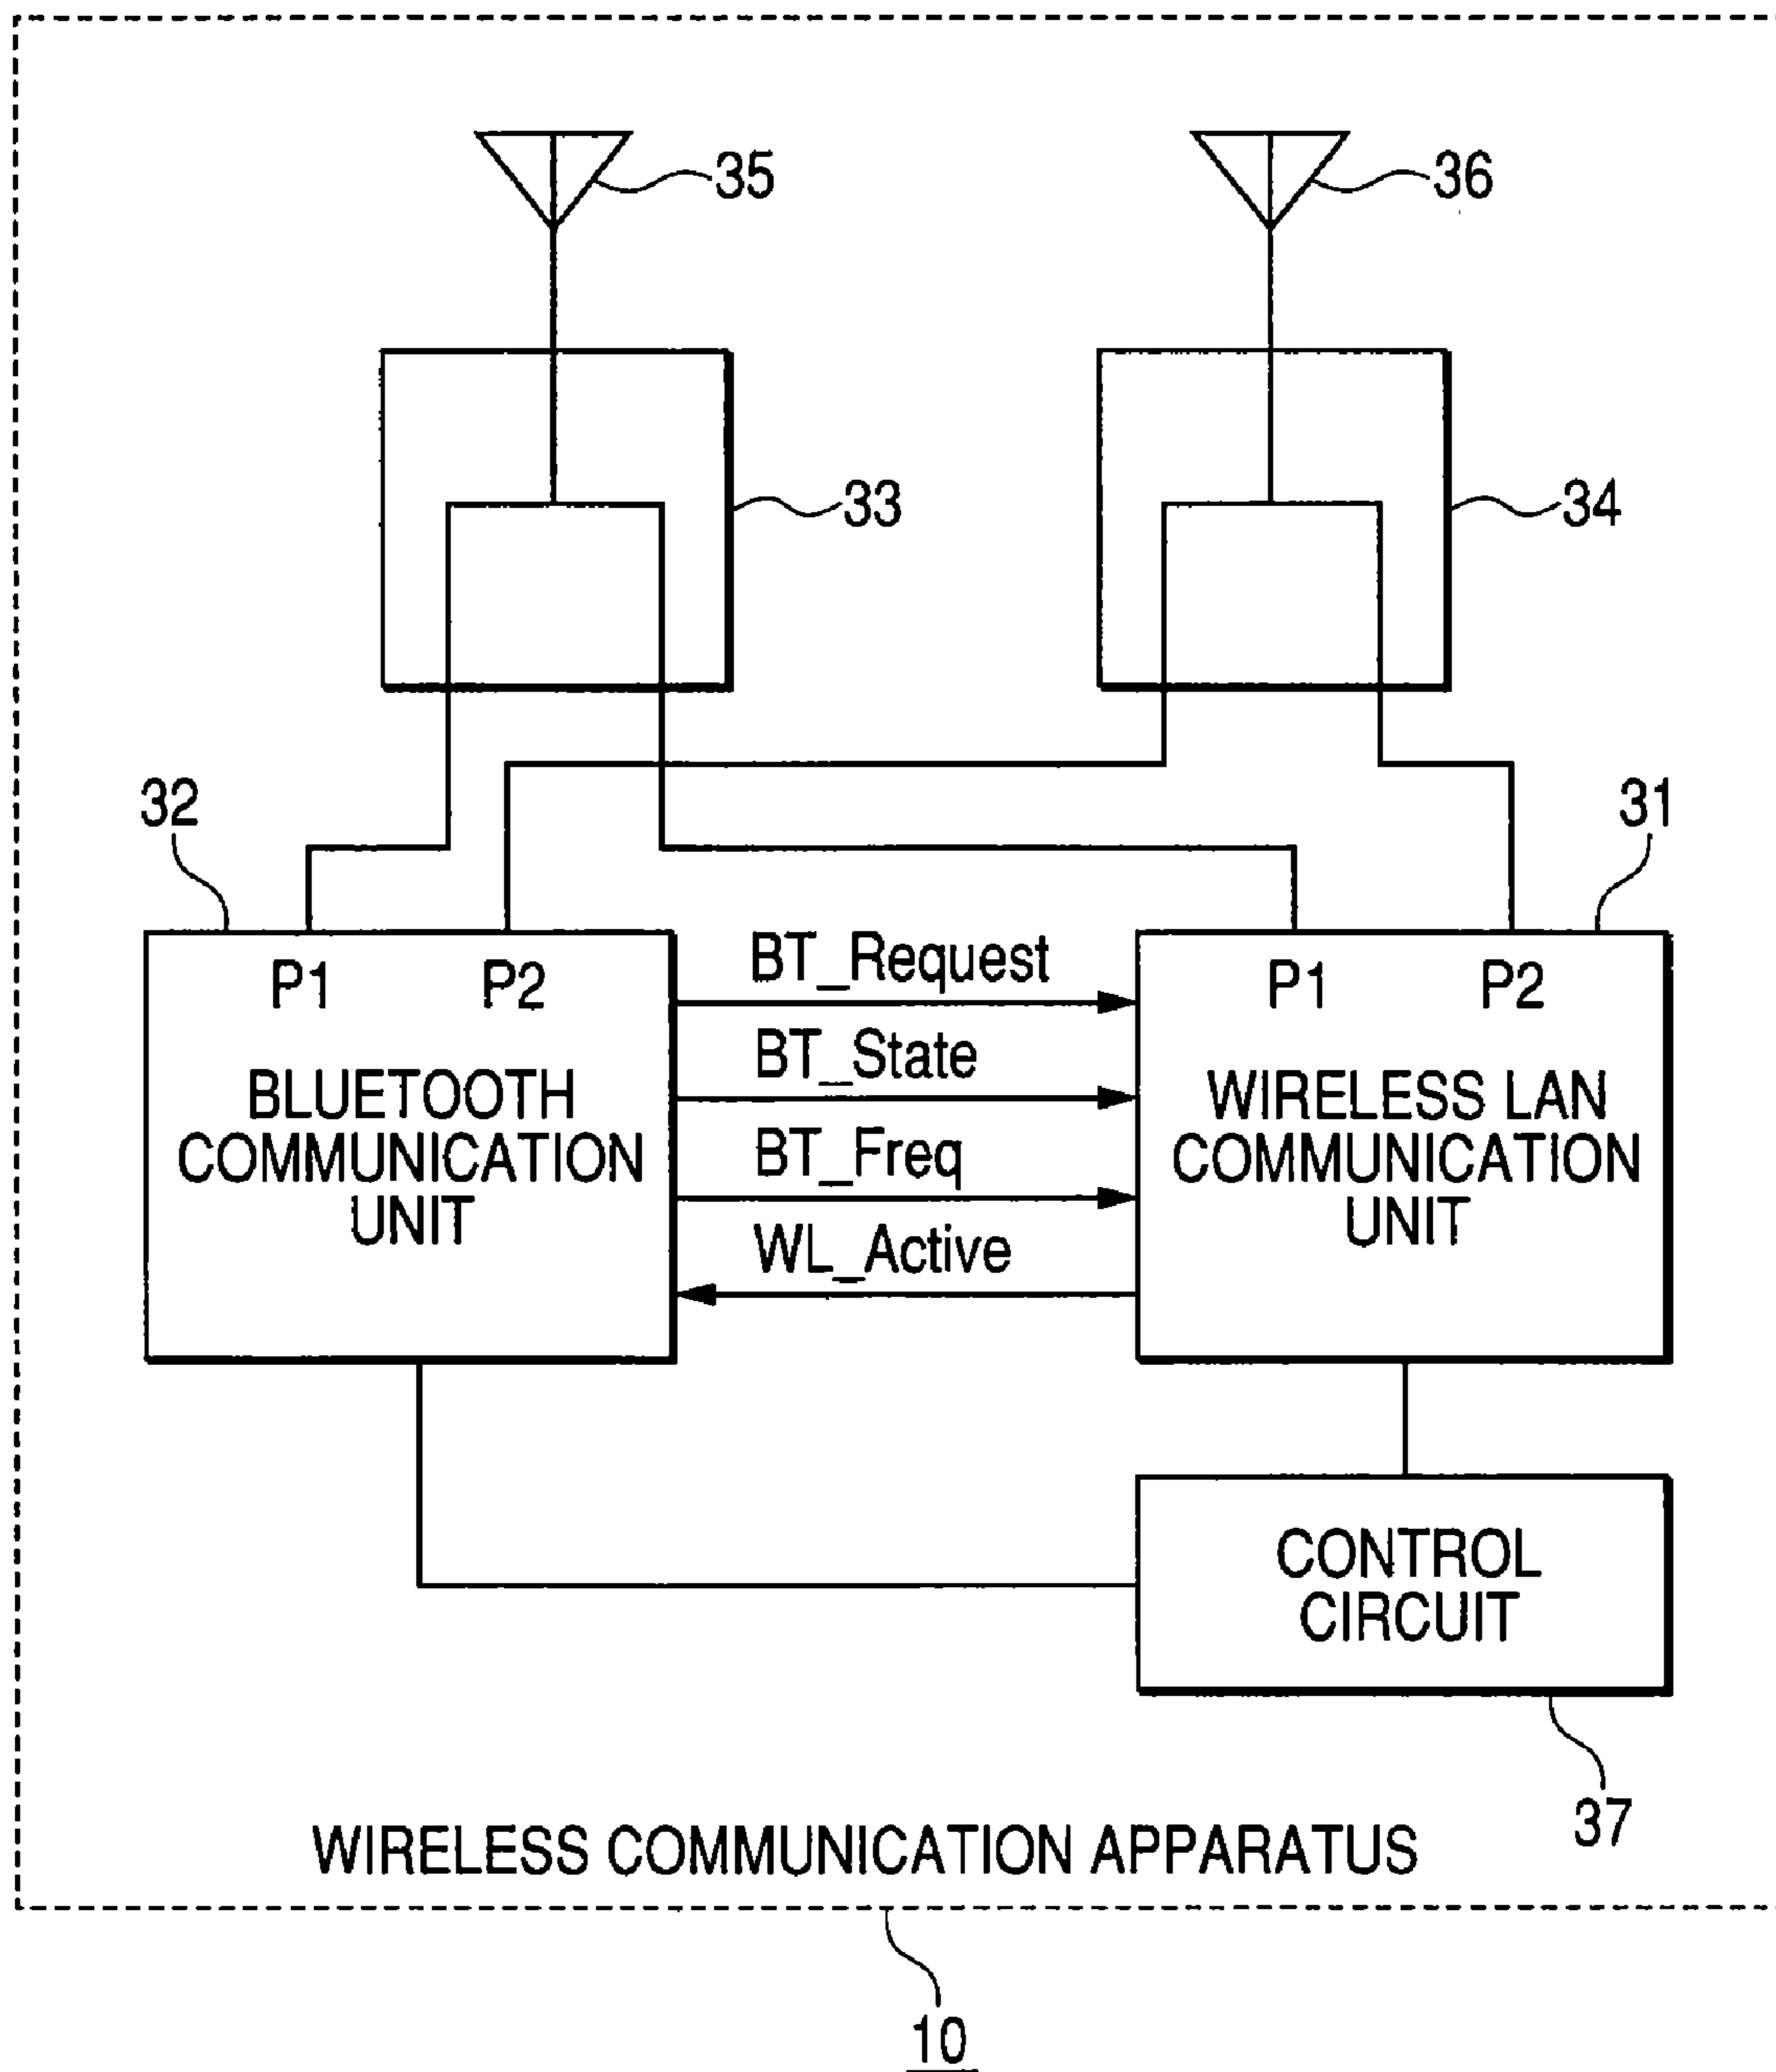 35
36
33
34
32
31
P1
P2
BLUETOOTH
COMMUNICATION
UNIT
BT_Request
BT_State
BT_Freq
WL_Active
P1
P2
WIRELESS LAN
COMMUNICATION
UNIT
CONTROL
CIRCUIT
37
WIRELESS COMMUNICATION APPARATUS
10